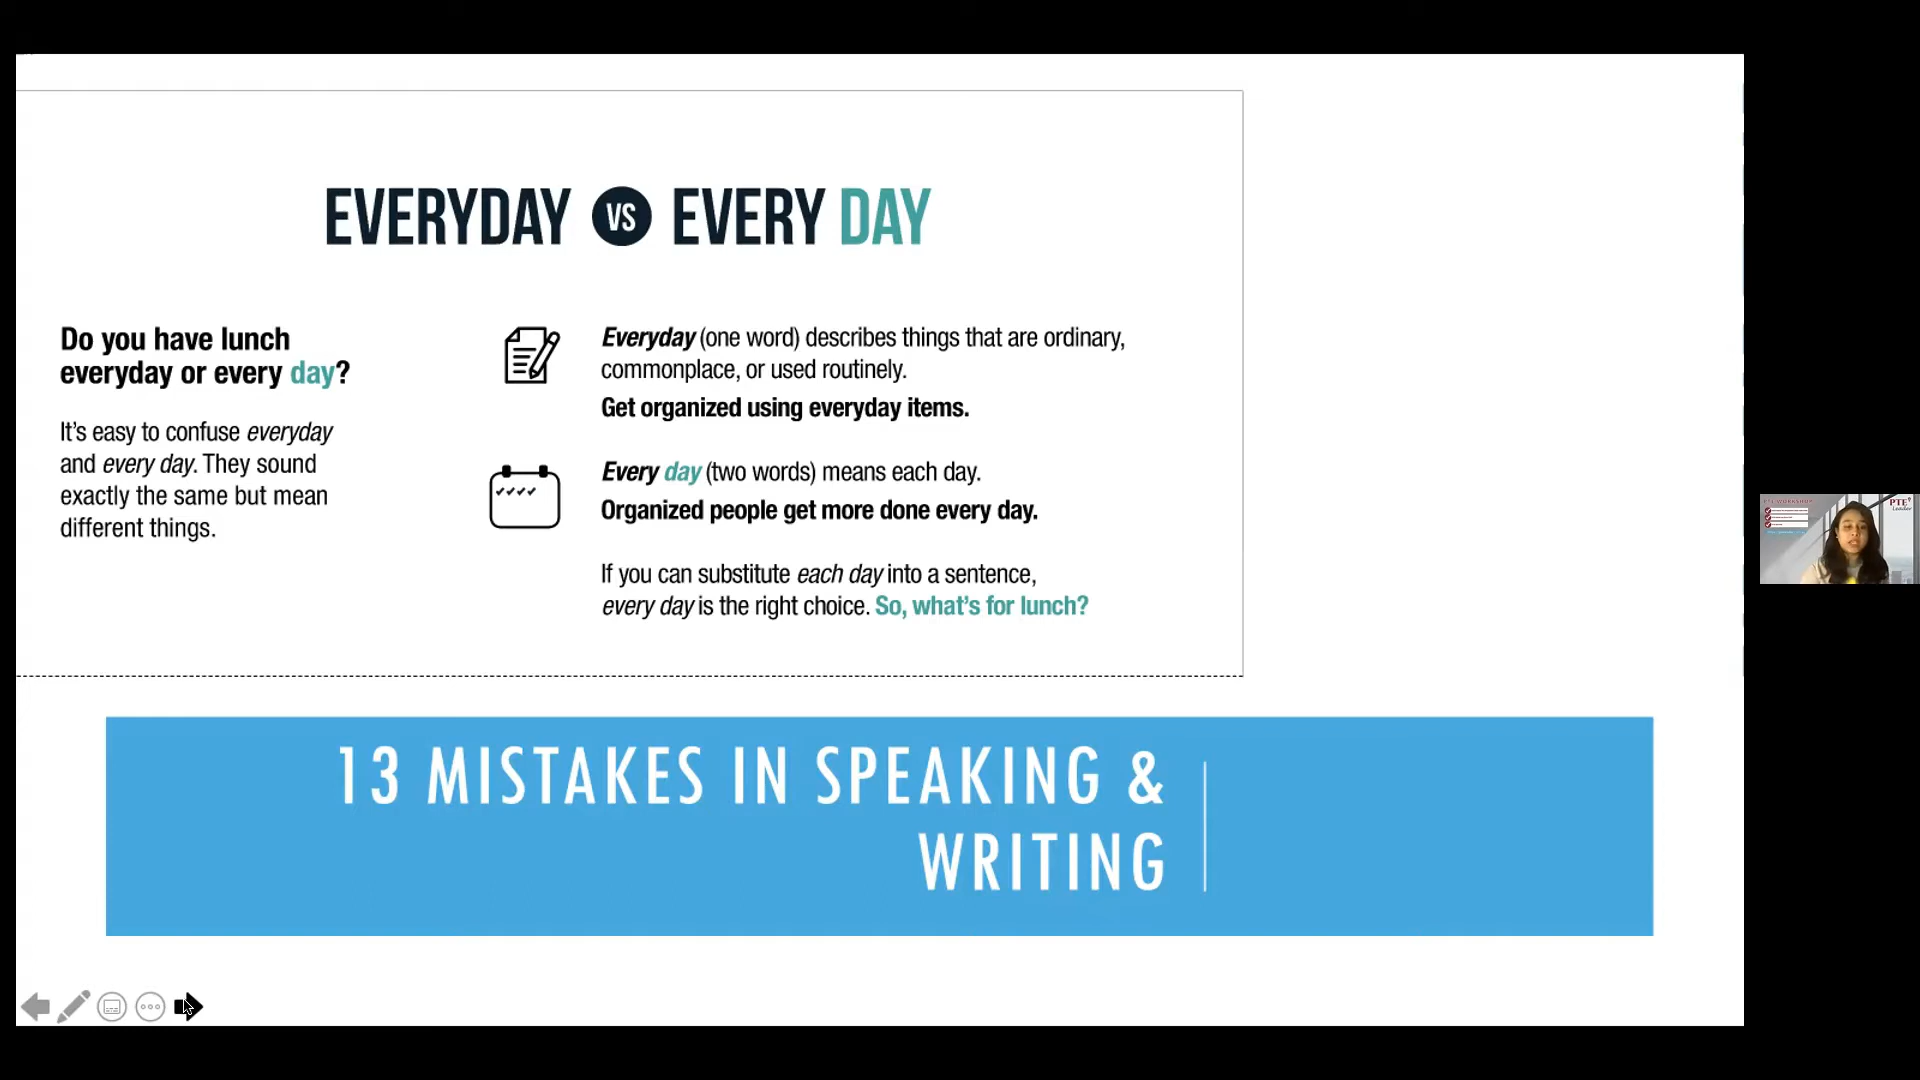 EVERYDAY VS EVERY DAY
Do you have lunch
everyday or every day?
It's easy to confuse everyday
and every day. They sound
exactly the same but mean
different things.
Everyday (one word) describes things that are ordinary,
commonplace, or used routinely.
Get organized using everyday items.
Every day (two words) means each day.
Organized people get more done every day.
If you can substitute each day into a sentence,
every day is the right choice. So, what's for lunch?
13 MISTAKES IN SPEAKING &
WRITING
PTE WORKSHOP
PTE
Leader